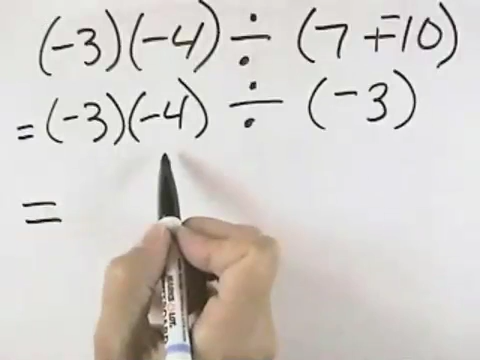 (-3)(-4) ÷ (7 + -10)
= (-3)(-4) ÷ (-3)
=